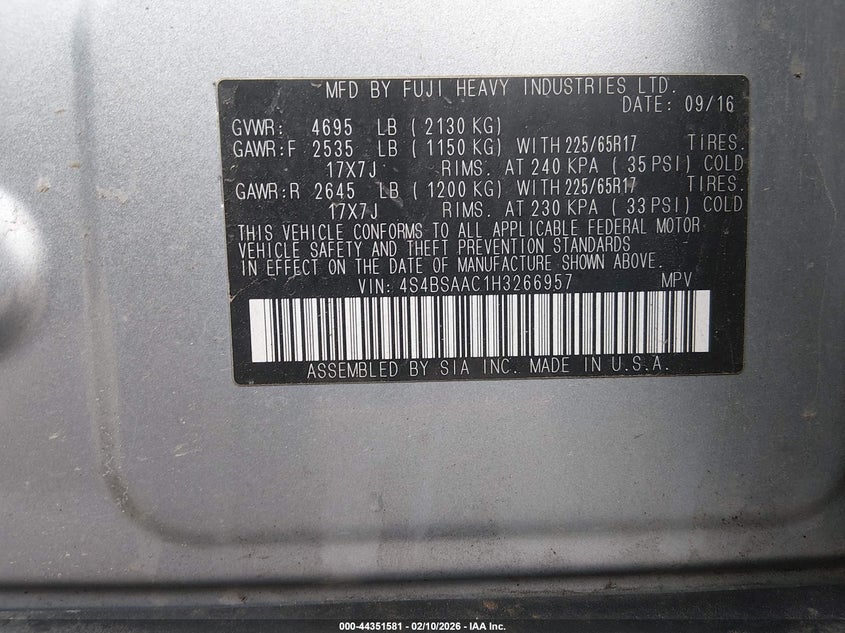 MFD BY FUJI HEAVY INDUSTRIES LTD.
DATE: 09/16
GVWR: 4695 LB (2130 KG)
GAWR:F 2535 LB (1150 KG) WITH 225/65R17 TIRES.
17X7J RIMS. AT 240 KPA (35 PSI) COLD
GAWR:R 2645 LB (1200 KG) WITH 225/65R17 TIRES.
17X7J RIMS. AT 230 KPA (33 PSI) COLD
THIS VEHICLE CONFORMS TO ALL APPLICABLE FEDERAL MOTOR
VEHICLE SAFETY AND THEFT PREVENTION STANDARDS
IN EFFECT ON THE DATE OF MANUFACTURE SHOWN ABOVE.
VIN: 4S4BSAAC1H3266957 MPV
ASSEMBLED BY SIA INC. MADE IN U.S.A.
000-44351581 / 02/10/2026 - IAA Inc.